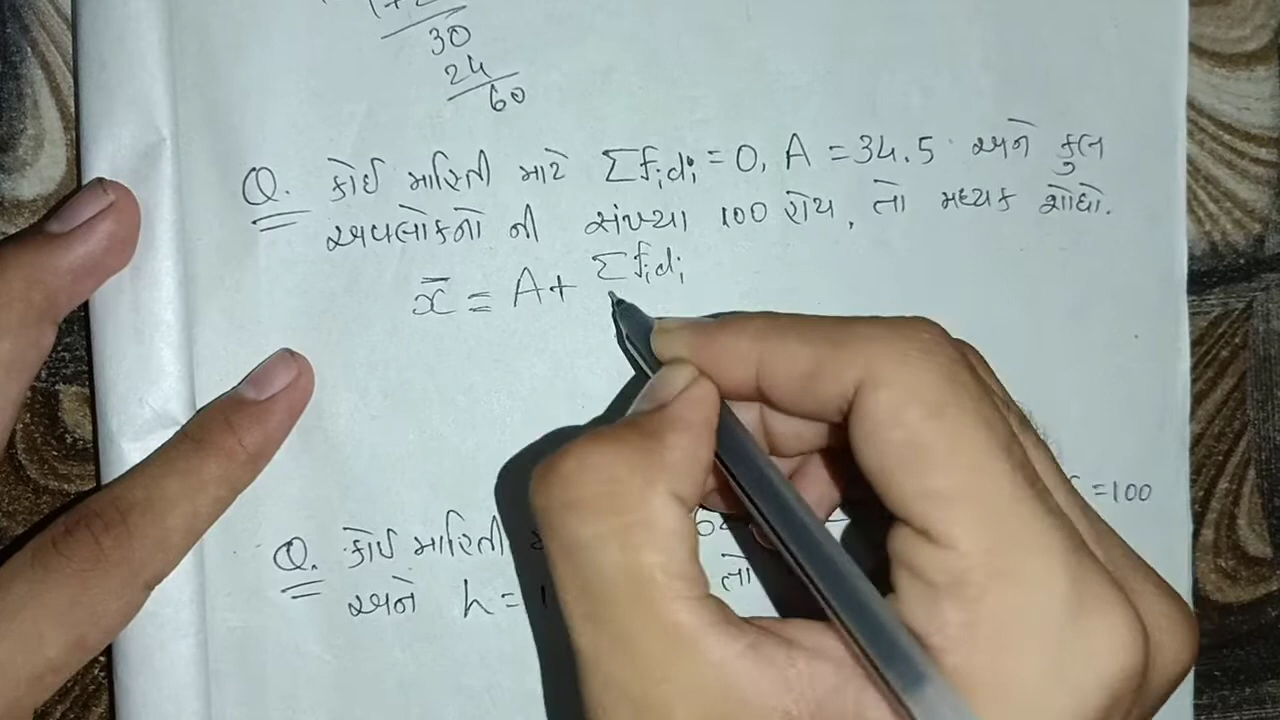 30
24
60
Q. કોઈ માહિતી માટે Σfidi = 0, A = 34.5 અને કુલ
અવલોકનો ની સંખ્યા 100 હોય, તો મધ્યક શોધો.
x̄ = A + Σfidi
= 100
Q. કોઈ માહિતી
અને h = તો